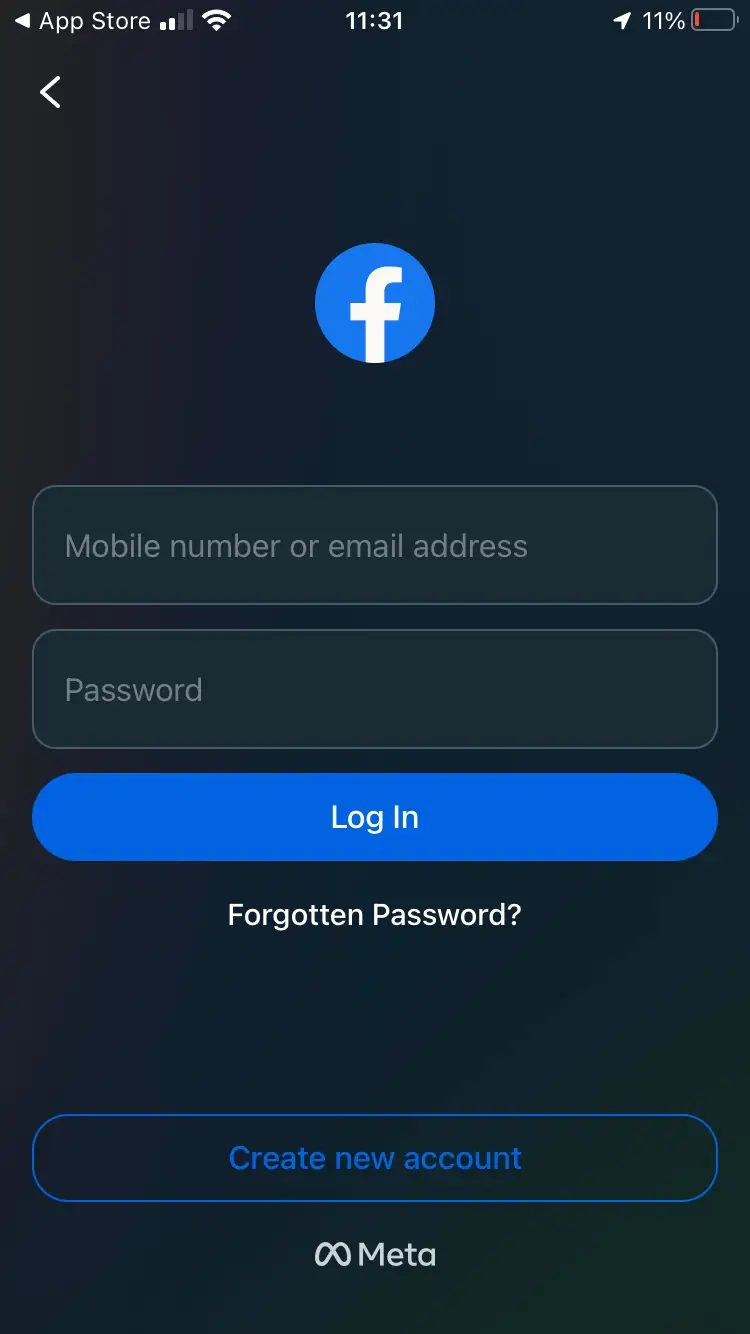 App Store 11:31 11%
Mobile number or email address
Password
Log In
Forgotten Password?
Create new account
Meta